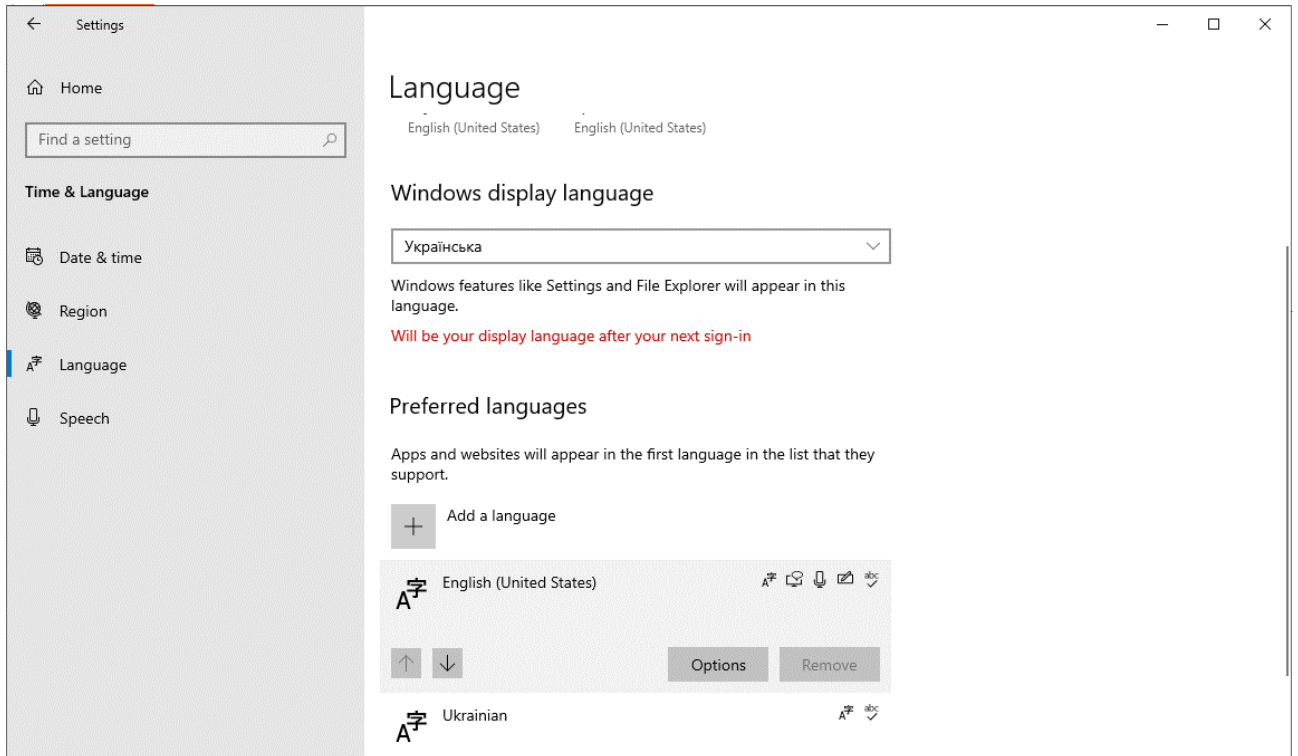 Settings
Home
Find a setting
Time & Language
Date & time
Region
Language
Speech
Language
English (United States) English (United States)
Windows display language
Українська
Windows features like Settings and File Explorer will appear in this
language.
Will be your display language after your next sign-in
Preferred languages
Apps and websites will appear in the first language in the list that they
support.
Add a language
English (United States)
Options Remove
Ukrainian